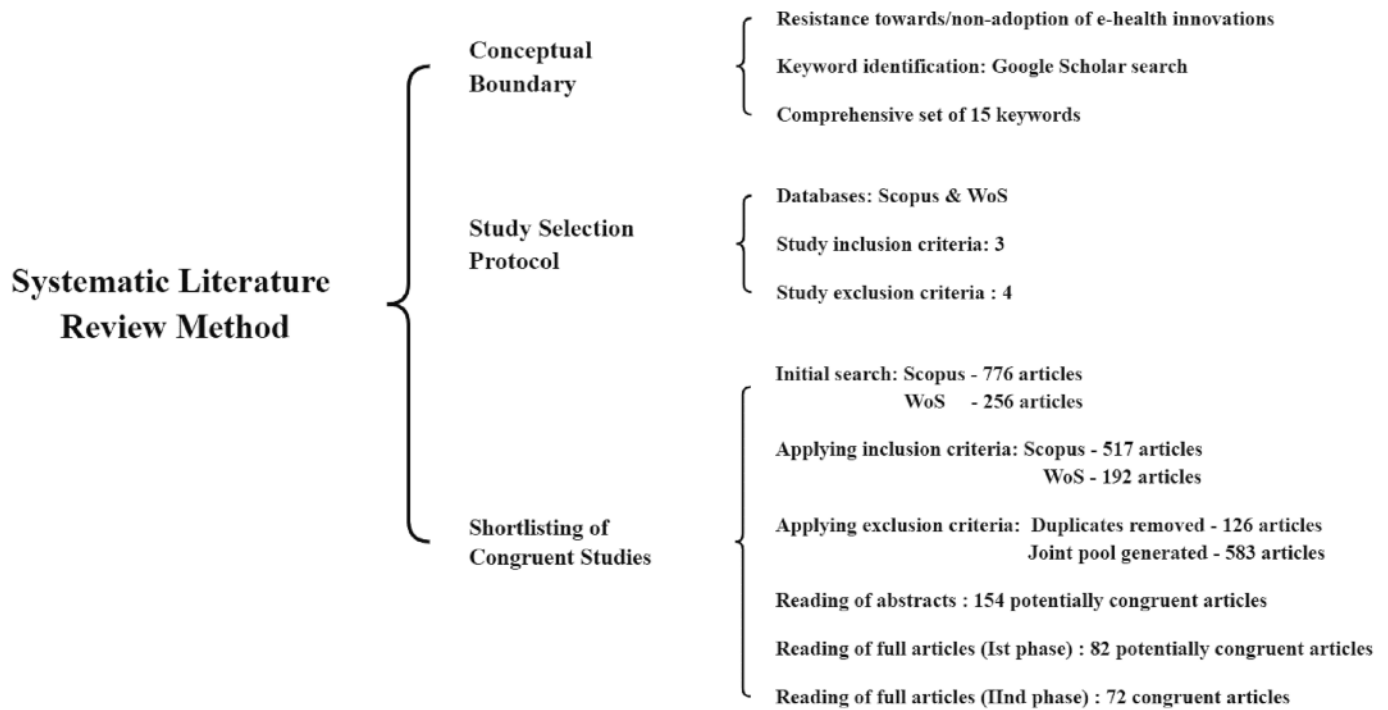 Systematic Literature
Review Method
Conceptual
Boundary
Resistance towards/non-adoption of e-health innovations
Keyword identification: Google Scholar search
Comprehensive set of 15 keywords
Study Selection
Protocol
Databases: Scopus & WoS
Study inclusion criteria: 3
Study exclusion criteria : 4
Shortlisting of
Congruent Studies
Initial search: Scopus - 776 articles
WoS - 256 articles
Applying inclusion criteria: Scopus - 517 articles
WoS - 192 articles
Applying exclusion criteria: Duplicates removed - 126 articles
Joint pool generated - 583 articles
Reading of abstracts : 154 potentially congruent articles
Reading of full articles (Ist phase) : 82 potentially congruent articles
Reading of full articles (IInd phase) : 72 congruent articles